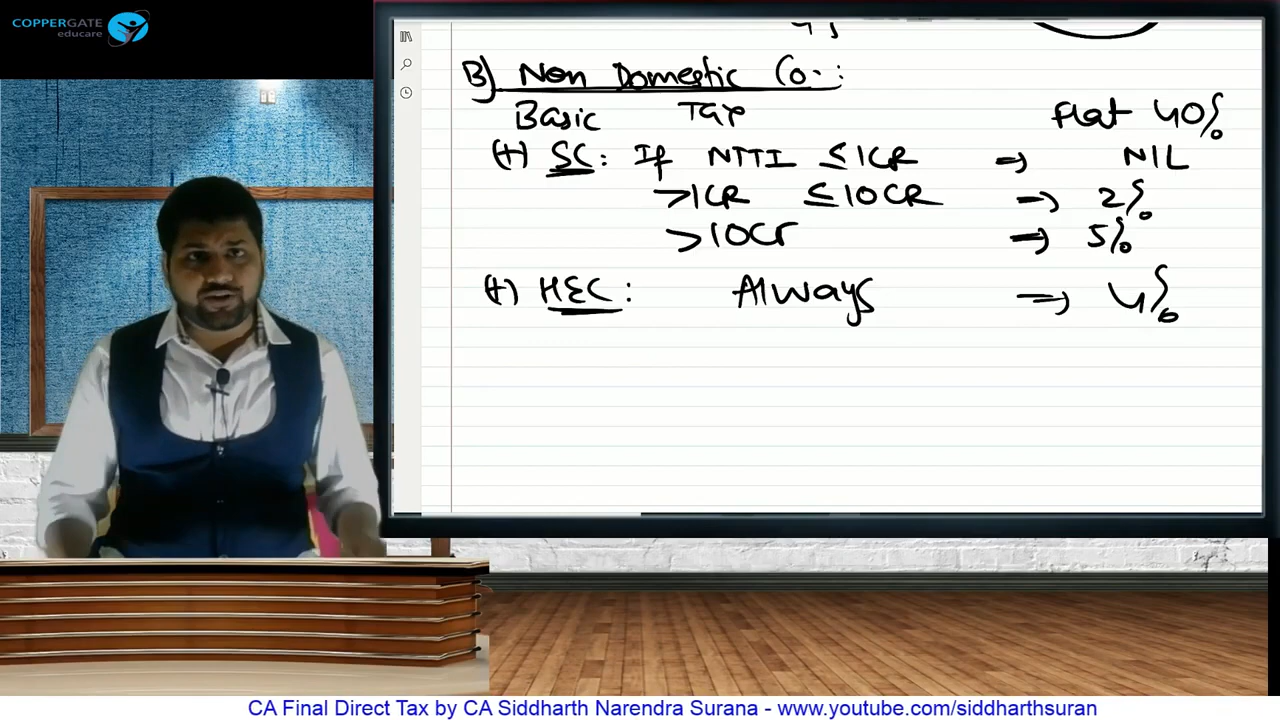 COPPERGATE
educare
B) Non Domestic Co.:
Basic Tax Flat 40%
(+) SC: If NTTI ≤1CR => NIL
>1CR ≤10CR => 2%
>10Cr => 5%
(+) HEC: Always => 4%
CA Final Direct Tax by CA Siddharth Narendra Surana - www.youtube.com/siddharthsuran